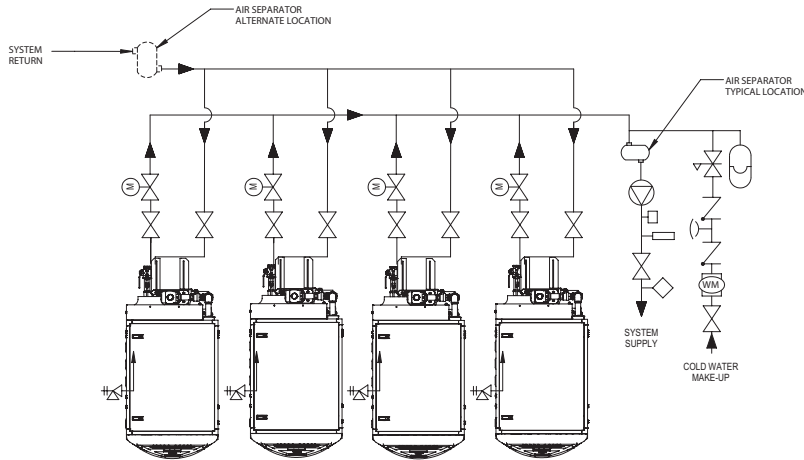 AIR SEPARATOR
ALTERNATE LOCATION
SYSTEM
RETURN
AIR SEPARATOR
TYPICAL LOCATION
M
M
M
M
WM
SYSTEM
SUPPLY
COLD WATER
MAKE-UP